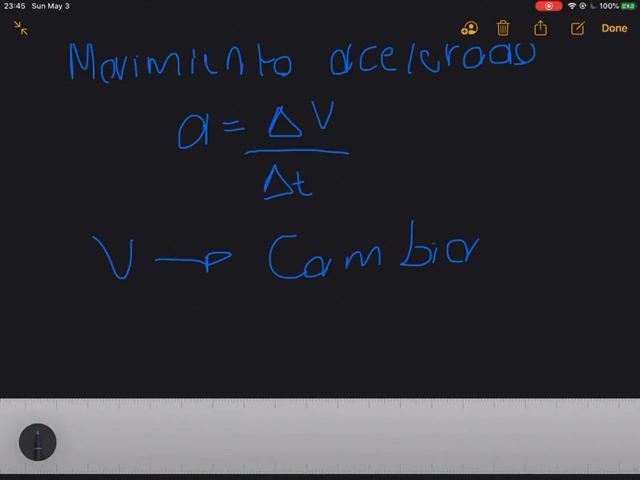 23:45 Sun May 3 100%
Done
Movimiento acelerado
a = ΔV
Δt
V → Cambia